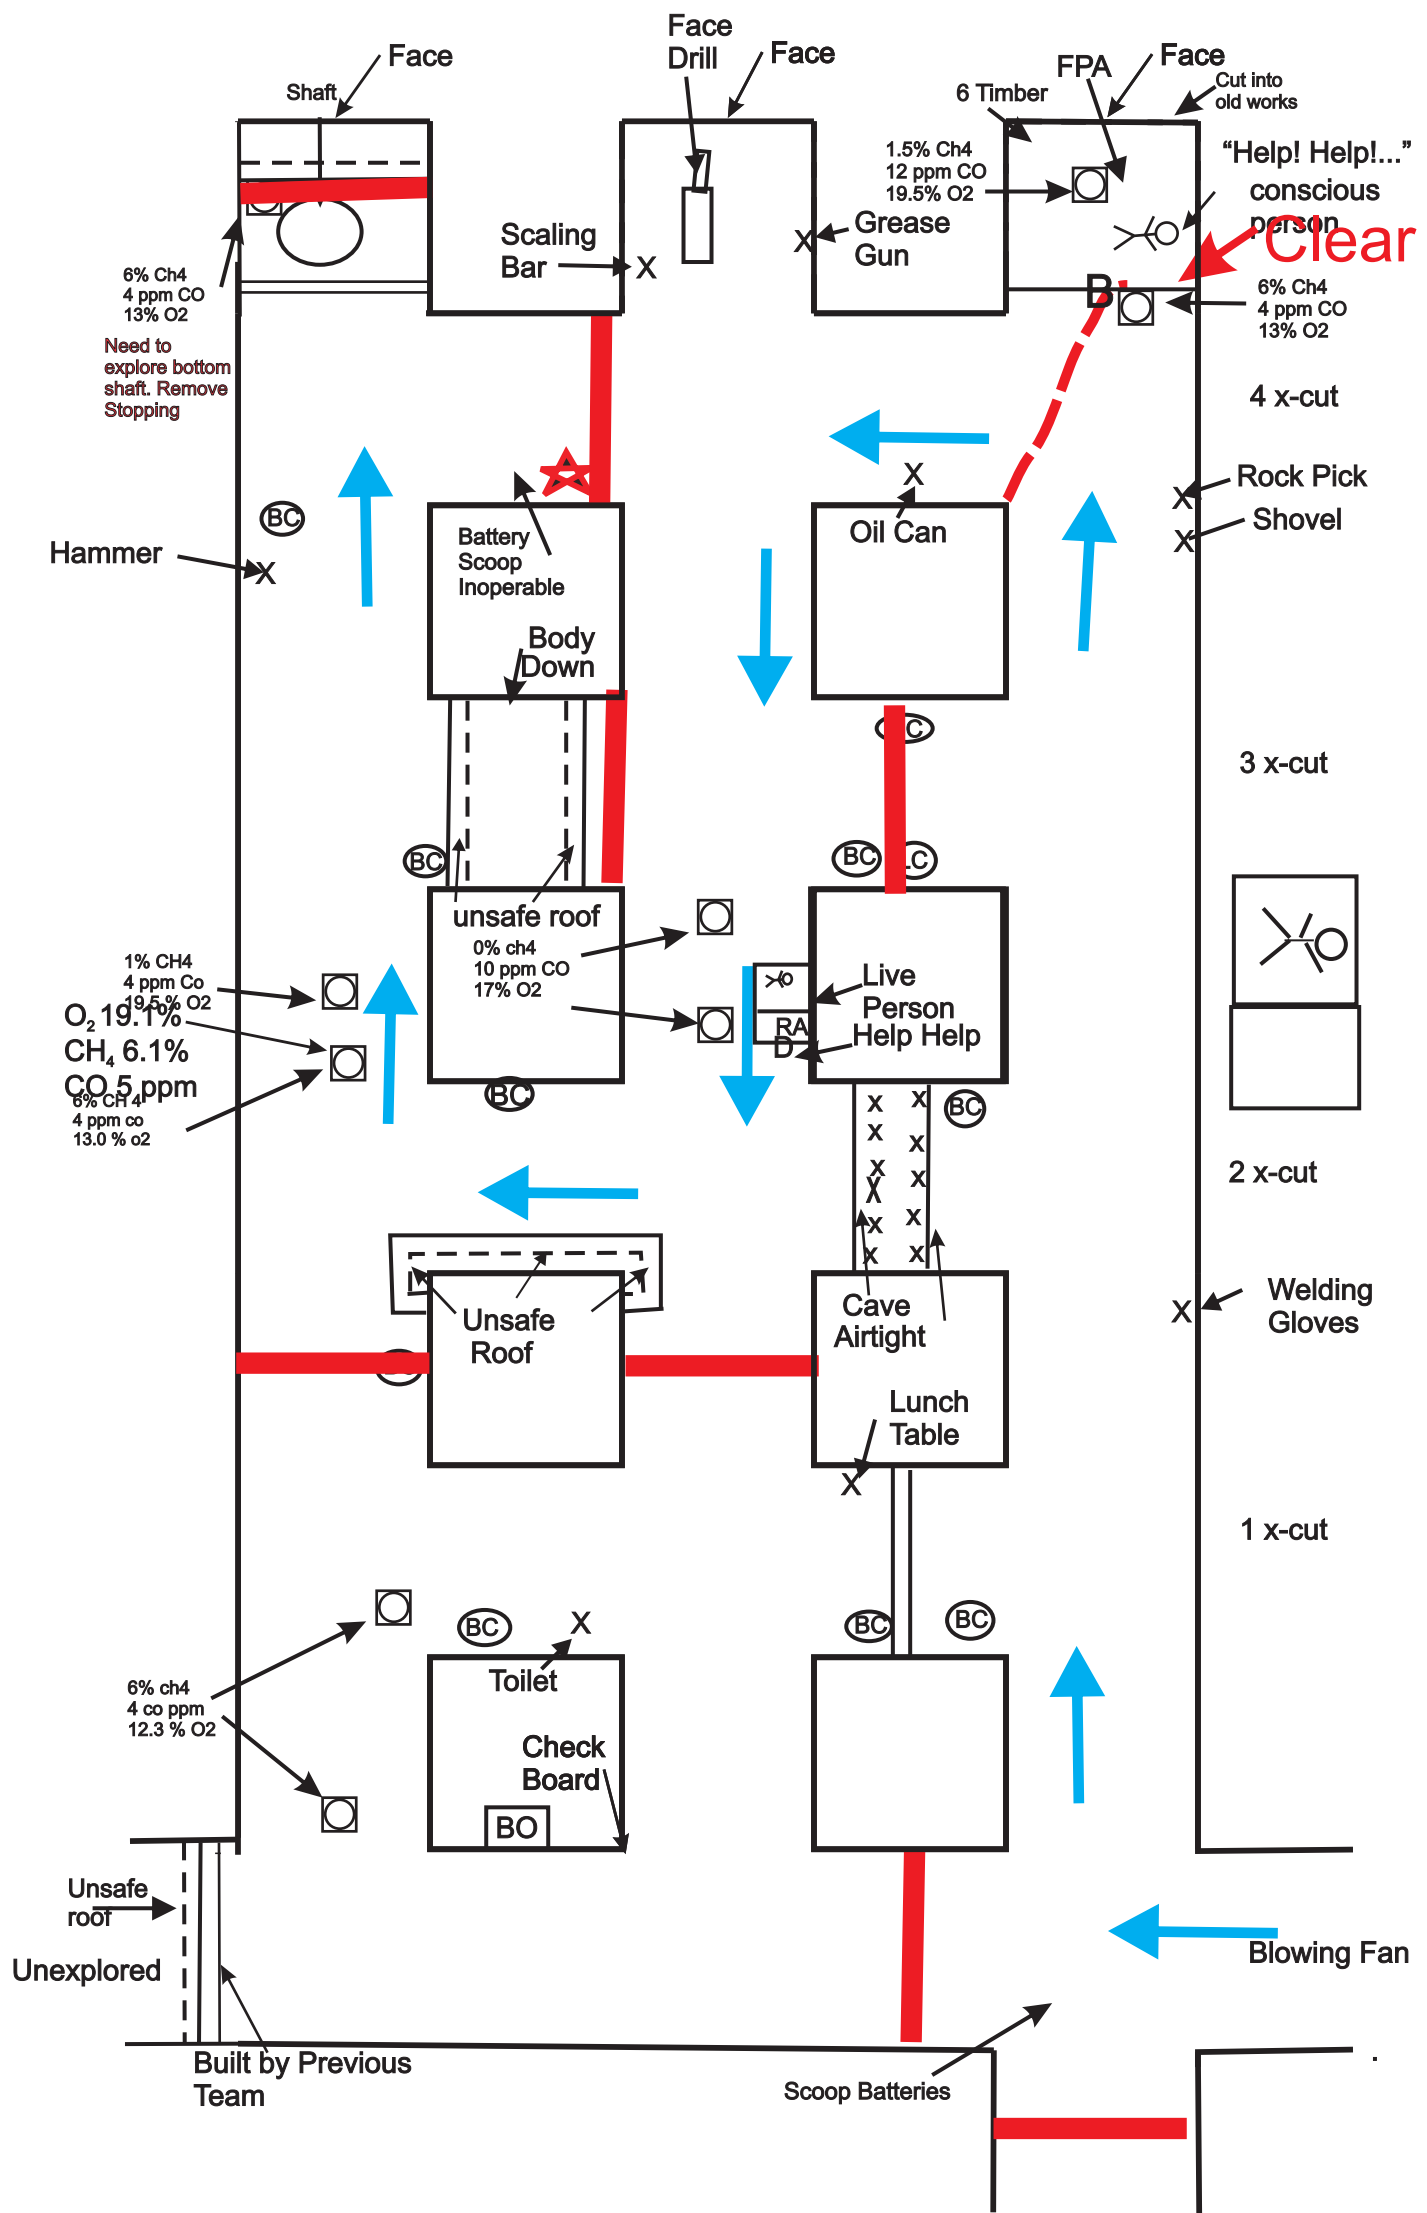 Face
Drill
Face
Face
Face
FPA
Shaft
6 Timber
Cut into
old works
1.5% Ch4
12 ppm CO
19.5% O2
“Help! Help!...”
conscious
person
Clear
Scaling
Bar
X
X
Grease
Gun
6% Ch4
4 ppm CO
13% O2
B
6% Ch4
4 ppm CO
13% O2
Need to
explore bottom
shaft. Remove
Stopping
4 x-cut
X
Rock Pick
X
Shovel
X
Oil Can
BC
Hammer
X
Battery
Scoop
Inoperable
Body
Down
3 x-cut
BC
BC
unsafe roof
0% ch4
10 ppm CO
17% O2
1% CH4
4 ppm Co
19.5 % O2
O2 19.1%
CH4 6.1%
CO 5 ppm
6% CH 4
4 ppm co
13.0 % o2
Live
Person
Help Help
RA
D
BC
BC
x x
x x
x x
X
x x
x x
2 x-cut
Unsafe
Roof
Cave
Airtight
X
Welding
Gloves
Lunch
Table
X
1 x-cut
BC
X
BC
BC
Toilet
6% ch4
4 co ppm
12.3 % O2
Check
Board
BO
Unsafe
roof
Unexplored
Blowing Fan
Built by Previous
Team
Scoop Batteries